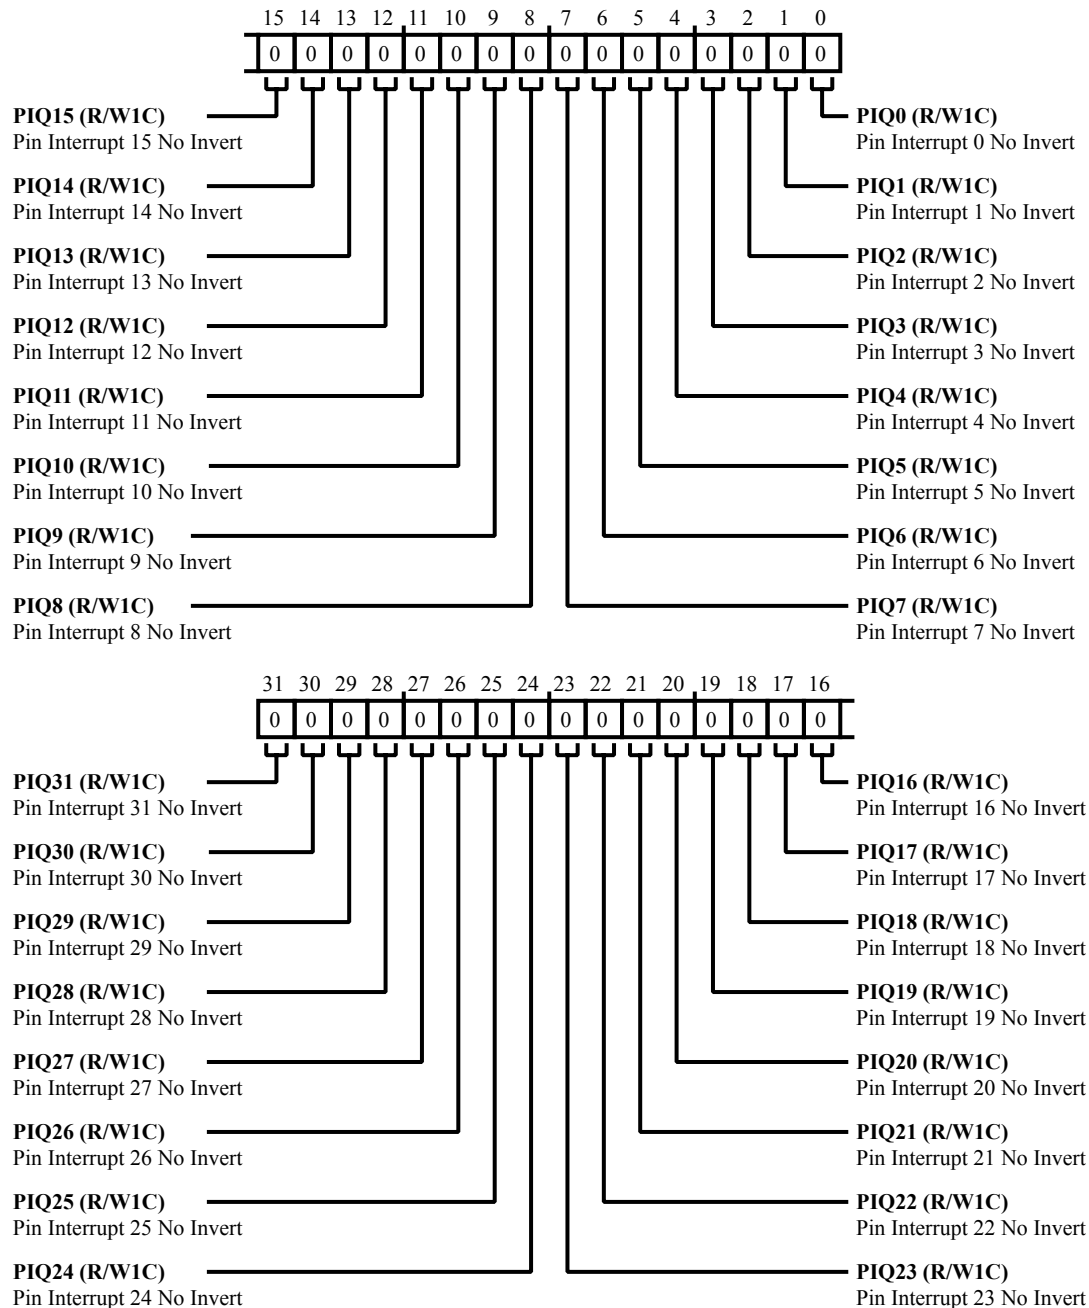 15 14 13 12 11 10 9 8 7 6 5 4 3 2 1 0
0 0 0 0 0 0 0 0 0 0 0 0 0 0 0 0
PIQ15 (R/W1C)
Pin Interrupt 15 No Invert
PIQ14 (R/W1C)
Pin Interrupt 14 No Invert
PIQ13 (R/W1C)
Pin Interrupt 13 No Invert
PIQ12 (R/W1C)
Pin Interrupt 12 No Invert
PIQ11 (R/W1C)
Pin Interrupt 11 No Invert
PIQ10 (R/W1C)
Pin Interrupt 10 No Invert
PIQ9 (R/W1C)
Pin Interrupt 9 No Invert
PIQ8 (R/W1C)
Pin Interrupt 8 No Invert
PIQ0 (R/W1C)
Pin Interrupt 0 No Invert
PIQ1 (R/W1C)
Pin Interrupt 1 No Invert
PIQ2 (R/W1C)
Pin Interrupt 2 No Invert
PIQ3 (R/W1C)
Pin Interrupt 3 No Invert
PIQ4 (R/W1C)
Pin Interrupt 4 No Invert
PIQ5 (R/W1C)
Pin Interrupt 5 No Invert
PIQ6 (R/W1C)
Pin Interrupt 6 No Invert
PIQ7 (R/W1C)
Pin Interrupt 7 No Invert
31 30 29 28 27 26 25 24 23 22 21 20 19 18 17 16
0 0 0 0 0 0 0 0 0 0 0 0 0 0 0 0
PIQ31 (R/W1C)
Pin Interrupt 31 No Invert
PIQ30 (R/W1C)
Pin Interrupt 30 No Invert
PIQ29 (R/W1C)
Pin Interrupt 29 No Invert
PIQ28 (R/W1C)
Pin Interrupt 28 No Invert
PIQ27 (R/W1C)
Pin Interrupt 27 No Invert
PIQ26 (R/W1C)
Pin Interrupt 26 No Invert
PIQ25 (R/W1C)
Pin Interrupt 25 No Invert
PIQ24 (R/W1C)
Pin Interrupt 24 No Invert
PIQ16 (R/W1C)
Pin Interrupt 16 No Invert
PIQ17 (R/W1C)
Pin Interrupt 17 No Invert
PIQ18 (R/W1C)
Pin Interrupt 18 No Invert
PIQ19 (R/W1C)
Pin Interrupt 19 No Invert
PIQ20 (R/W1C)
Pin Interrupt 20 No Invert
PIQ21 (R/W1C)
Pin Interrupt 21 No Invert
PIQ22 (R/W1C)
Pin Interrupt 22 No Invert
PIQ23 (R/W1C)
Pin Interrupt 23 No Invert